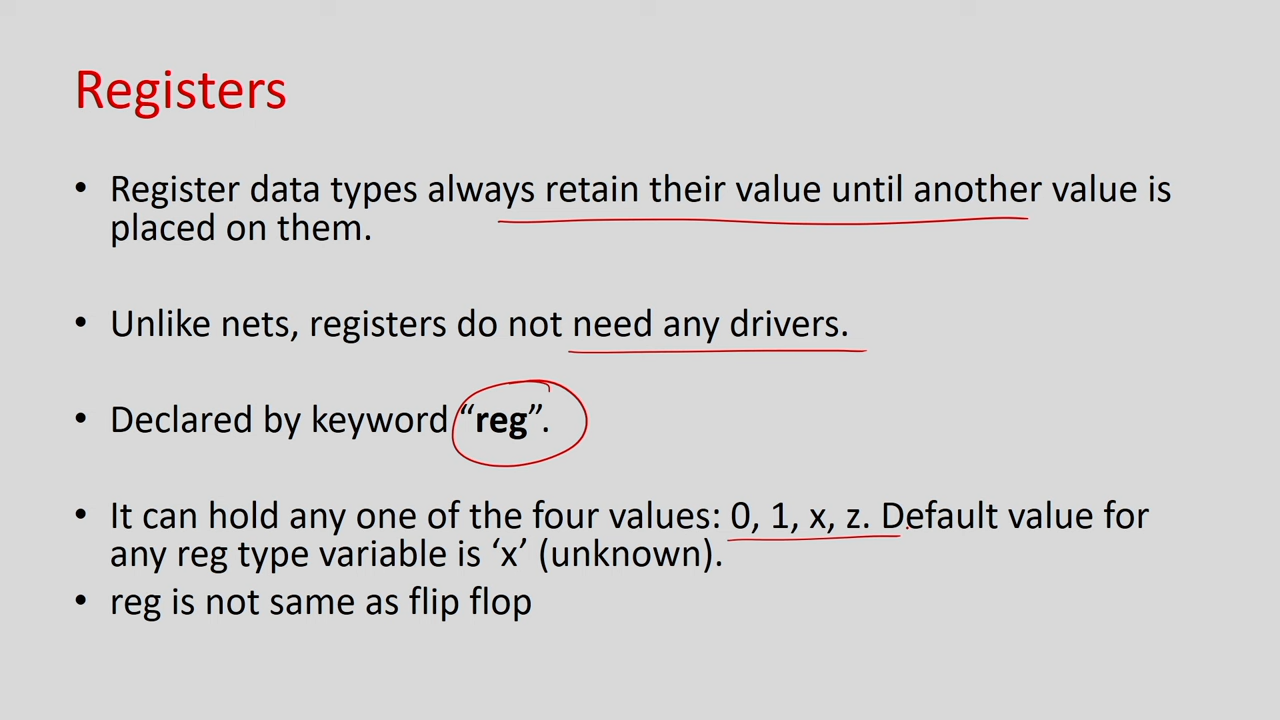 Registers
• Register data types always retain their value until another value is
placed on them.
• Unlike nets, registers do not need any drivers.
• Declared by keyword “reg”.
• It can hold any one of the four values: 0, 1, x, z. Default value for
any reg type variable is ‘x’ (unknown).
• reg is not same as flip flop